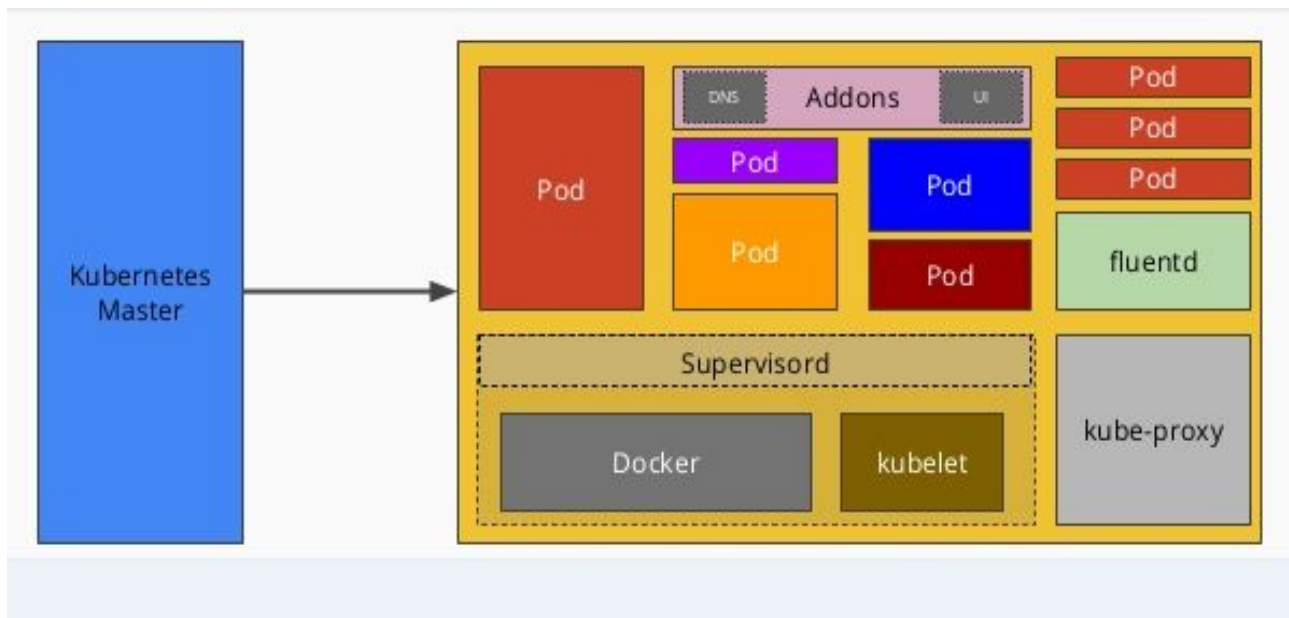 Kubernetes
Master
Pod
DNS
Addons
UI
Pod
Pod
Pod
Pod
Pod
Pod
Pod
fluentd
Supervisord
Docker
kubelet
kube-proxy